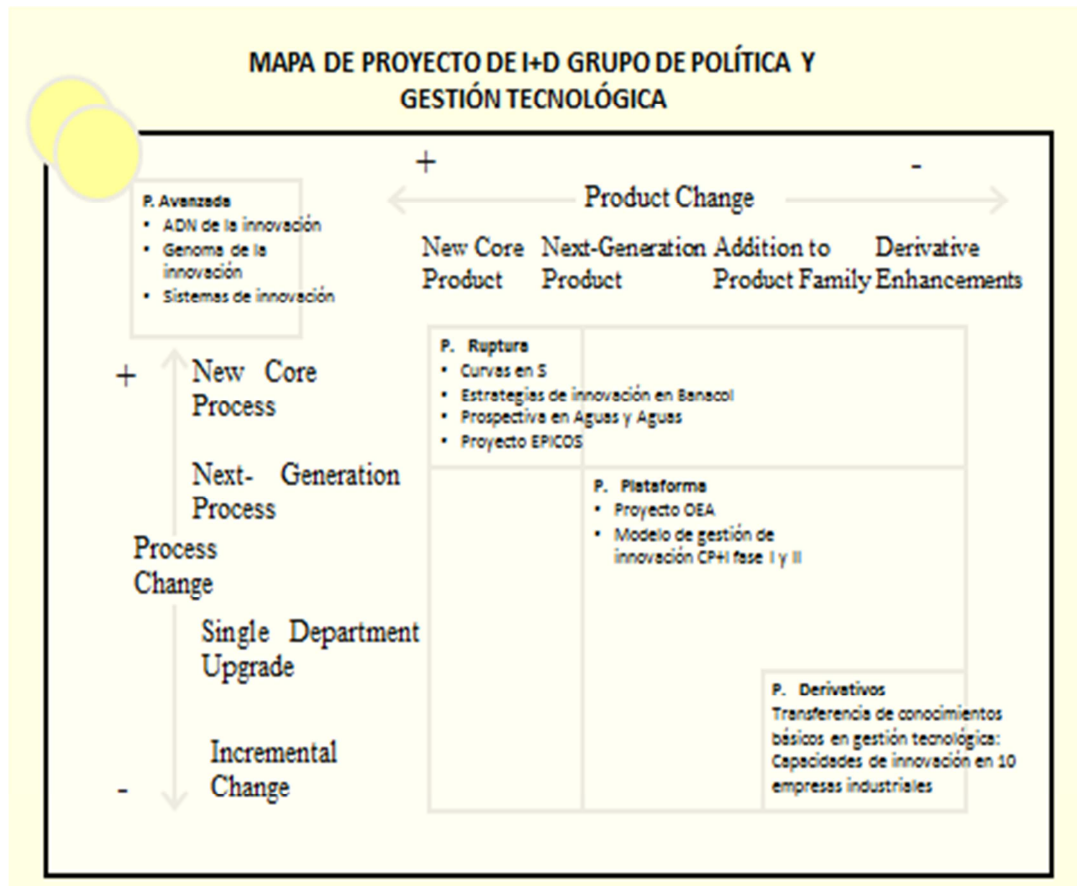 MAPA DE PROYECTO DE I+D GRUPO DE POLÍTICA Y
GESTIÓN TECNOLÓGICA
+
-
Product Change
P. Avanzada
• ADN de la innovación
• Genoma de la
innovación
• Sistemas de innovación
New Core
Product
Next-Generation
Product
Addition to
Product Family
Derivative
Enhancements
+
New Core
Process
Next- Generation
Process
Process
Change
Single Department
Upgrade
Incremental
Change
-
P. Ruptura
• Curvas en S
• Estrategias de innovación en Banacol
• Prospectiva en Aguas y Aguas
• Proyecto EPICOS
P. Plataforma
• Proyecto OEA
• Modelo de gestión de
innovación CP+I fase I y II
P. Derivativos
Transferencia de conocimientos
básicos en gestión tecnológica:
Capacidades de innovación en 10
empresas industriales